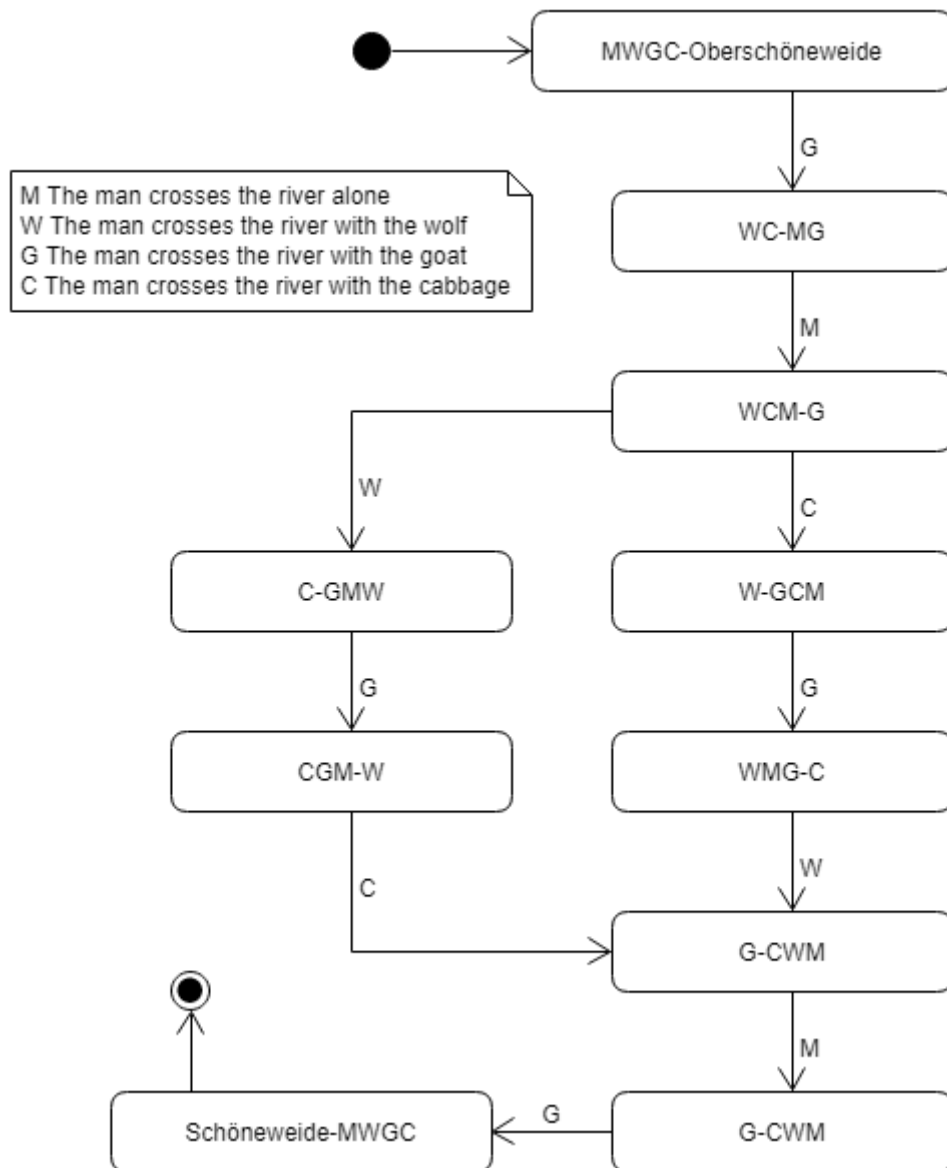 MWGC-Oberschöneweide
G
M The man crosses the river alone
W The man crosses the river with the wolf
G The man crosses the river with the goat
C The man crosses the river with the cabbage
WC-MG
M
WCM-G
W
C
C-GMW
W-GCM
G
G
CGM-W
WMG-C
C
W
G-CWM
M
Schöneweide-MWGC
G
G-CWM